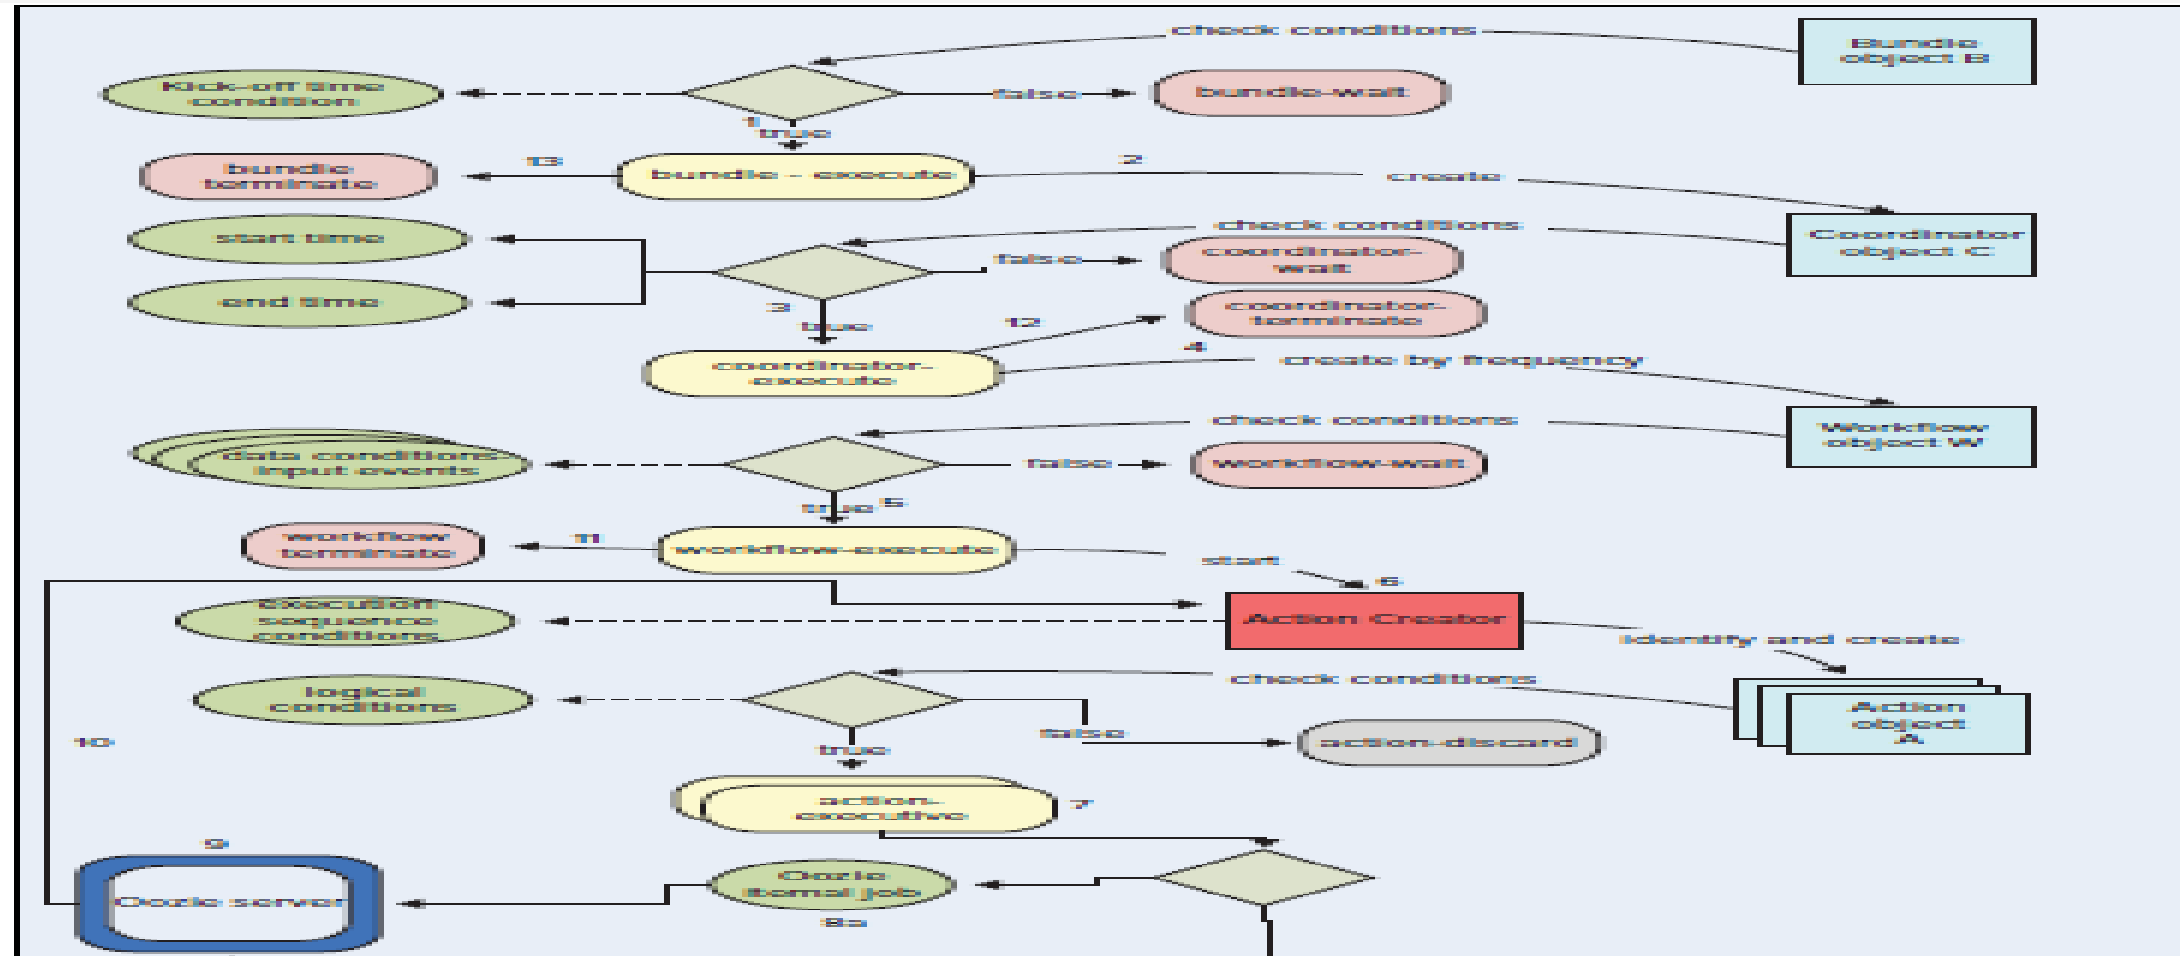 check conditions
Bundle
object B
Kick-off time
condition
false
bundle-wait
1
true
bundle
terminate
13
bundle - execute
2
create
start time
check conditions
Coordinator
object C
false
coordinator-
wait
end time
3
true
12
coordinator-
terminate
4
create by frequency
coordinator-
execute
check conditions
Workflow
object W
data conditions
input events
false
workflow-wait
true
5
workflow
terminate
11
workflow-execute
start
6
execution
sequence
conditions
Action Creator
identify and create
logical
conditions
check conditions
Action
object
A
false
action-discard
10
true
action-
executive
7
9
Oozie server
Oozie
itemal job
8a